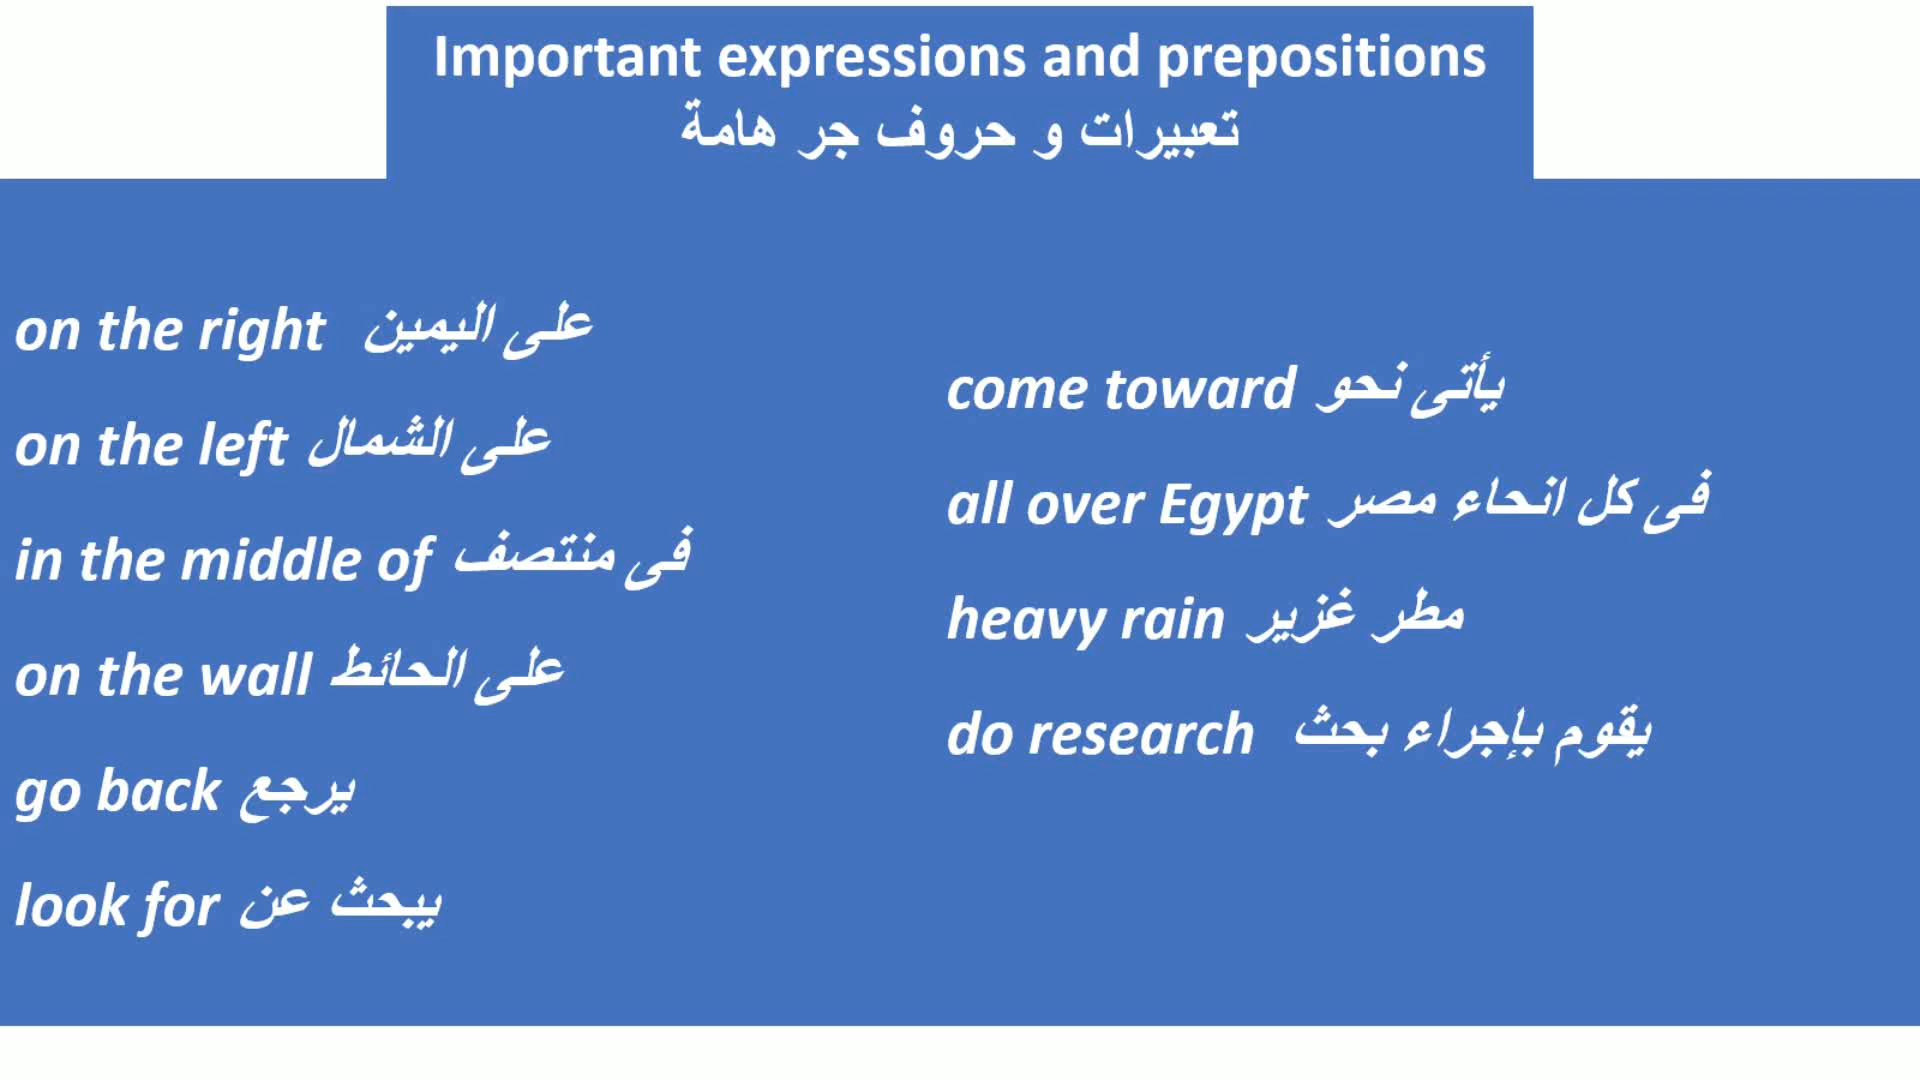 Important expressions and prepositions
تعبيرات و حروف جر هامة
on the right على اليمين
on the left على الشمال
in the middle of فى منتصف
on the wall على الحائط
go back يرجع
look for يبحث عن
come toward يأتى نحو
all over Egypt فى كل انحاء مصر
heavy rain مطر غزير
do research يقوم بإجراء بحث